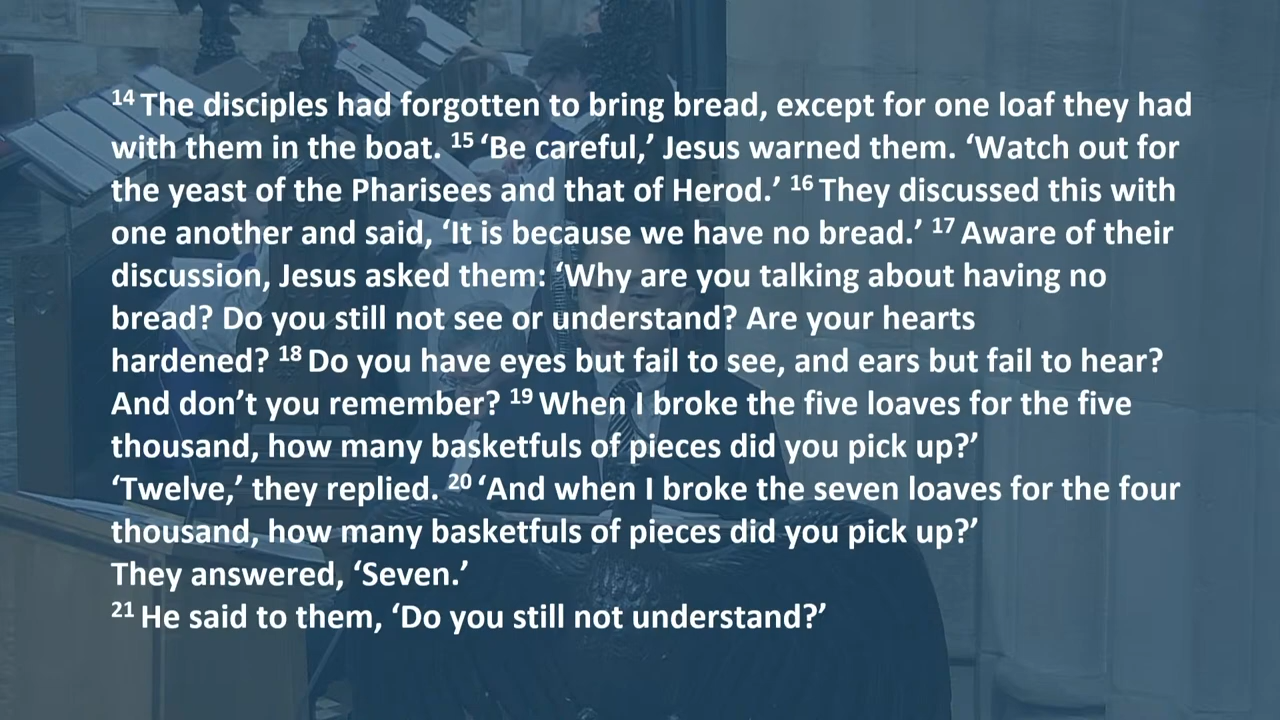 14 The disciples had forgotten to bring bread, except for one loaf they had
with them in the boat. 15 ‘Be careful,’ Jesus warned them. ‘Watch out for
the yeast of the Pharisees and that of Herod.’ 16 They discussed this with
one another and said, ‘It is because we have no bread.’ 17 Aware of their
discussion, Jesus asked them: ‘Why are you talking about having no
bread? Do you still not see or understand? Are your hearts
hardened? 18 Do you have eyes but fail to see, and ears but fail to hear?
And don’t you remember? 19 When I broke the five loaves for the five
thousand, how many basketfuls of pieces did you pick up?’
‘Twelve,’ they replied. 20 ‘And when I broke the seven loaves for the four
thousand, how many basketfuls of pieces did you pick up?’
They answered, ‘Seven.’
21 He said to them, ‘Do you still not understand?’